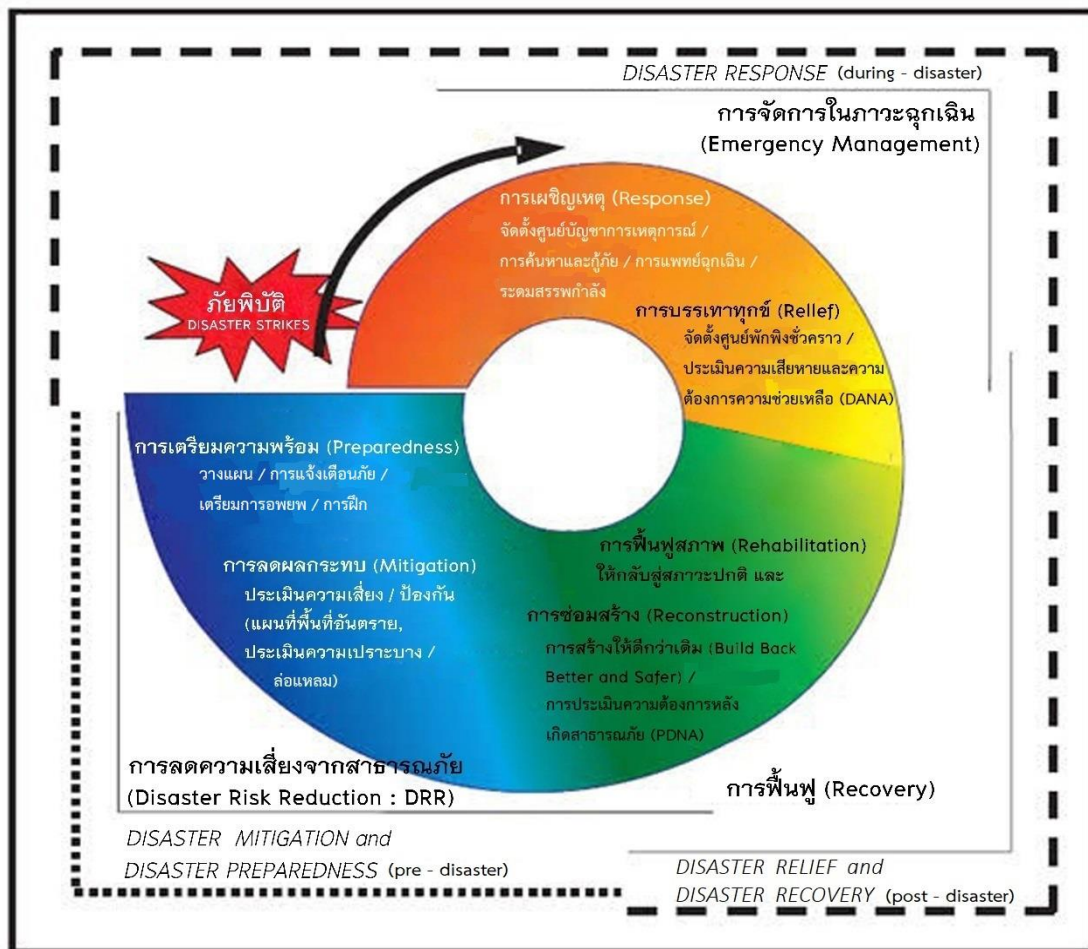 DISASTER RESPONSE (during - disaster)
การจัดการในภาวะฉุกเฉิน
(Emergency Management)
การเผชิญเหตุ (Response)
จัดตั้งศูนย์บัญชาการเหตุการณ์ /
การค้นหาและกู้ภัย / การแพทย์ฉุกเฉิน /
ระดมสรรพกำลัง
ภัยพิบัติ
DISASTER STRIKES
การบรรเทาทุกข์ (Rellef)
จัดตั้งศูนย์พักพิงชั่วคราว /
ประเมินความเสียหายและความ
ต้องการความช่วยเหลือ (DANA)
การเตรียมความพร้อม (Preparedness)
วางแผน / การแจ้งเตือนภัย /
เตรียมการอพยพ / การฝึก
การลดผลกระทบ (Mitigation)
ประเมินความเสี่ยง / ป้องกัน
(แผนที่พื้นที่อันตราย,
ประเมินความเปราะบาง /
ล่อแหลม)
การฟื้นฟูสภาพ (Rehabilitation)
ให้กลับสู่สภาวะปกติ และ
การซ่อมสร้าง (Reconstruction)
การสร้างให้ดีกว่าเดิม (Build Back
Better and Safer) /
การประเมินความต้องการหลัง
เกิดสาธารณภัย (PDNA)
การลดความเสี่ยงจากสาธารณภัย
(Disaster Risk Reduction : DRR)
การฟื้นฟู (Recovery)
DISASTER MITIGATION and
DISASTER PREPAREDNESS (pre - disaster)
DISASTER RELIEF and
DISASTER RECOVERY (post - disaster)